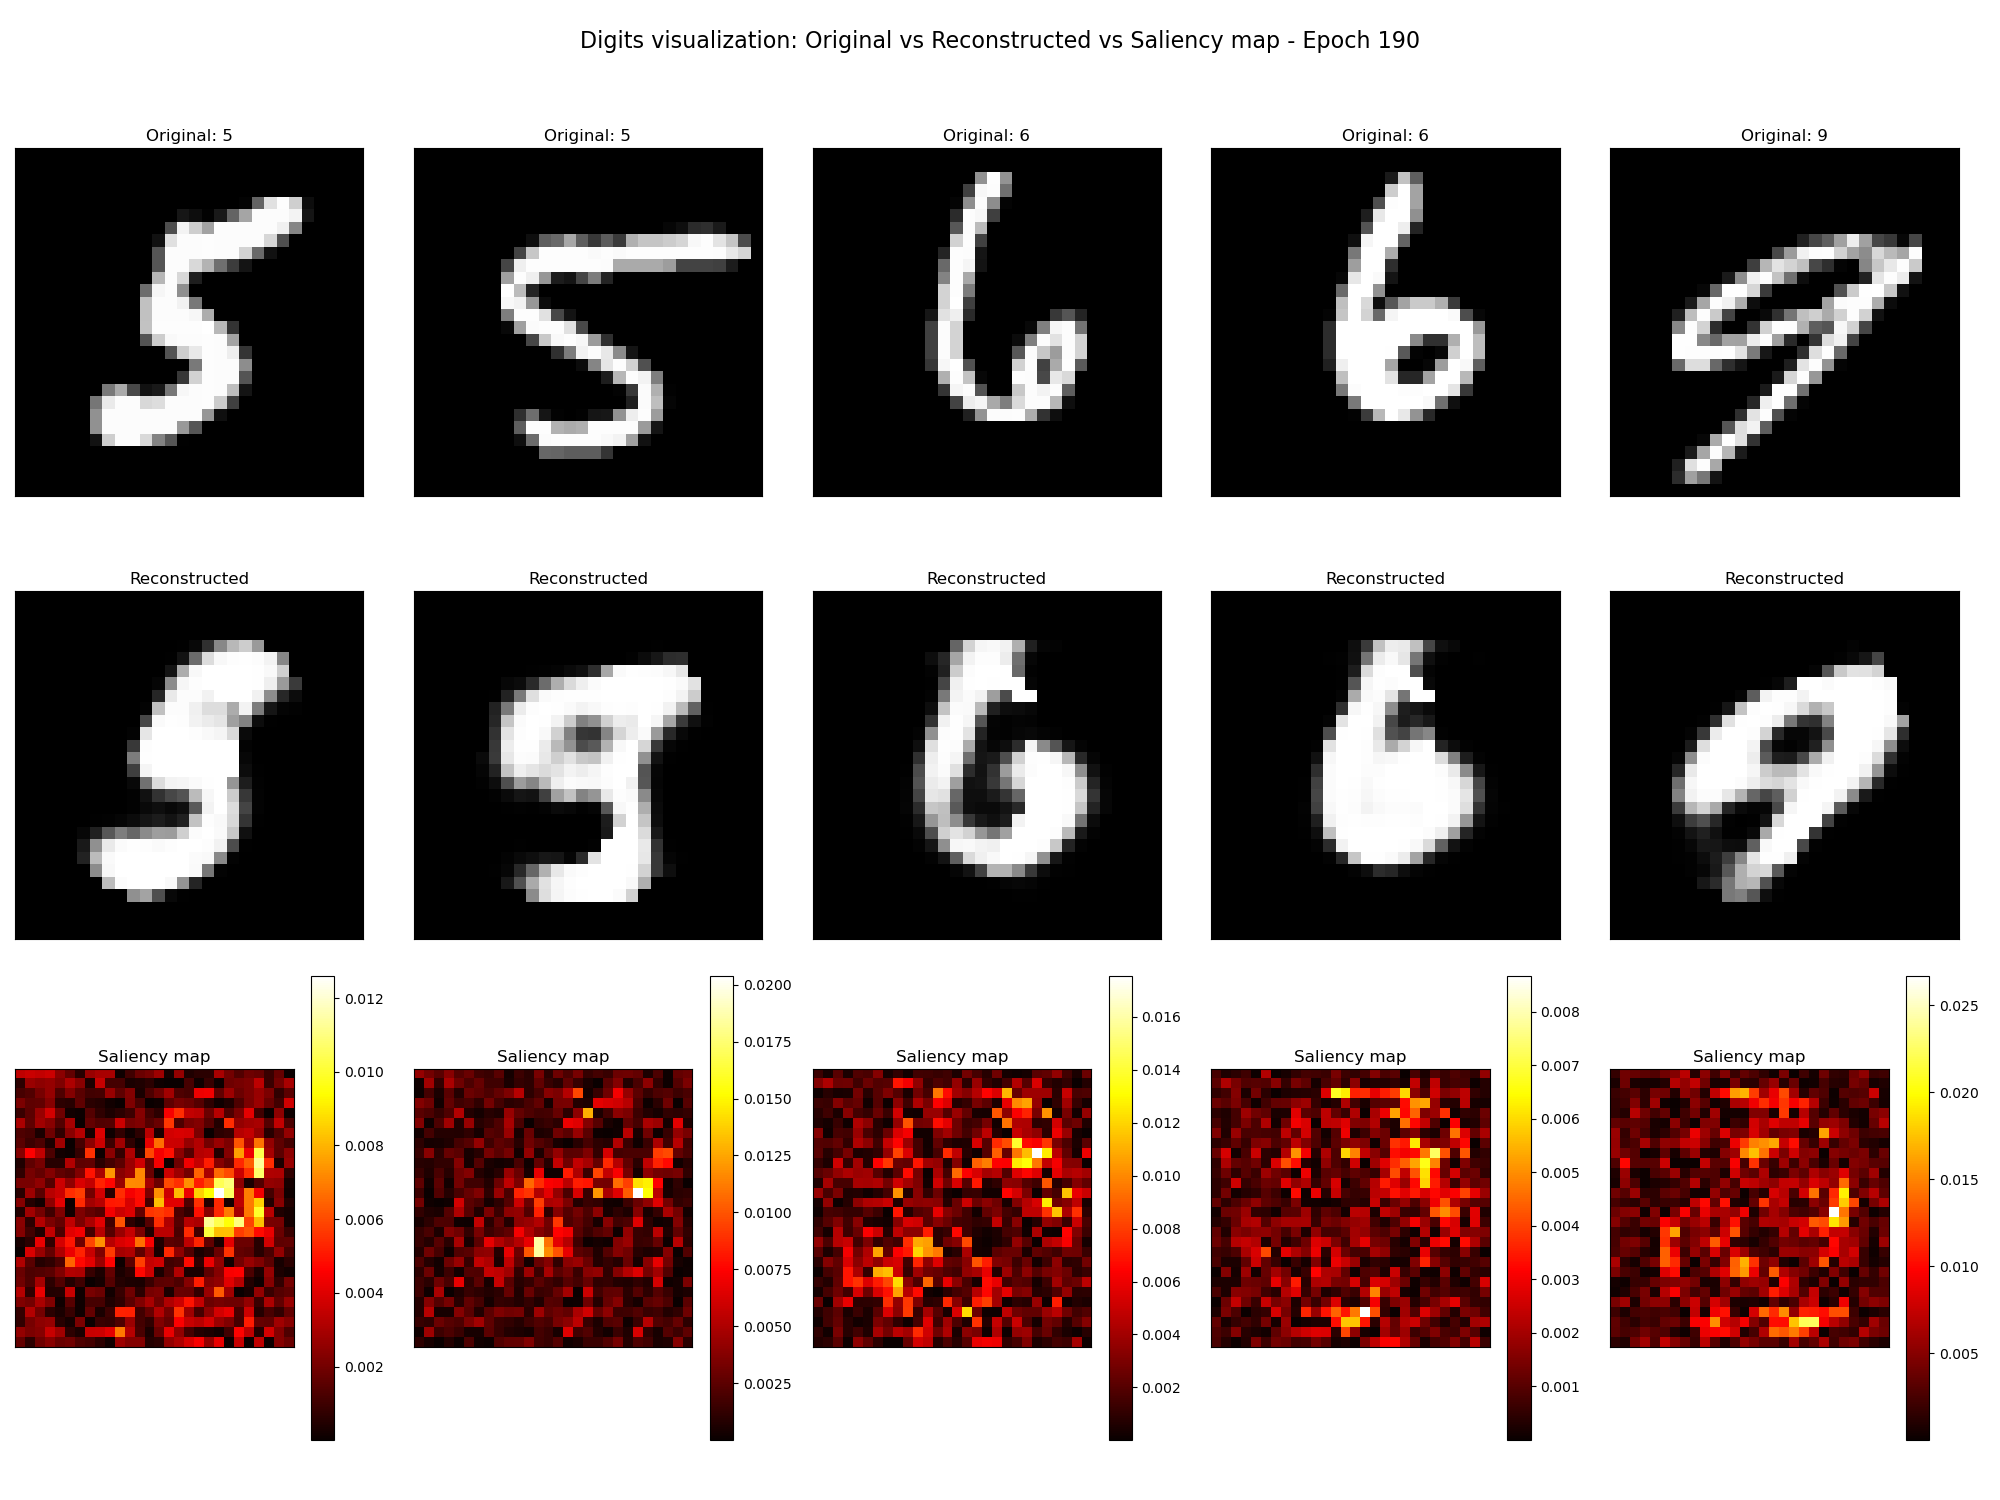 Digits visualization: Original vs Reconstructed vs Saliency map - Epoch 190
Original: 5
Original: 5
Original: 6
Original: 6
Original: 9
Reconstructed
Reconstructed
Reconstructed
Reconstructed
Reconstructed
Saliency map
0.012
0.010
0.008
0.006
0.004
0.002
Saliency map
0.0200
0.0175
0.0150
0.0125
0.0100
0.0075
0.0050
0.0025
Saliency map
0.016
0.014
0.012
0.010
0.008
0.006
0.004
0.002
Saliency map
0.008
0.007
0.006
0.005
0.004
0.003
0.002
0.001
Saliency map
0.025
0.020
0.015
0.010
0.005